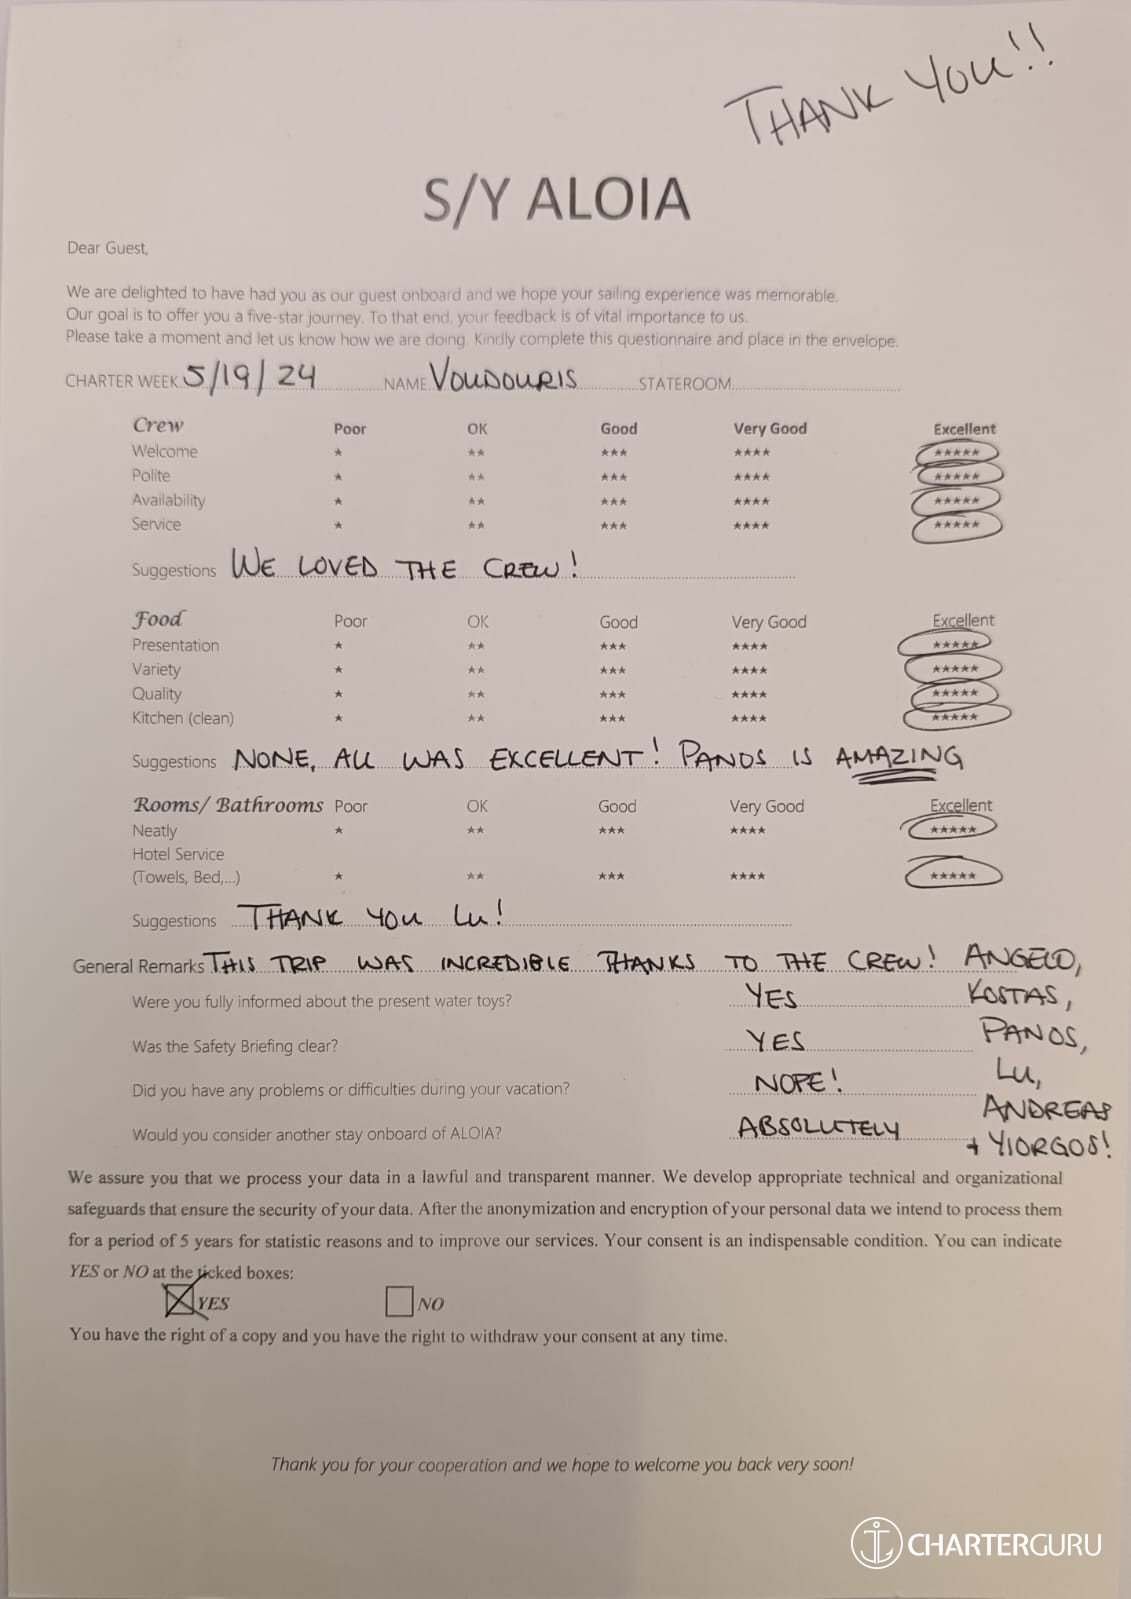 THANK YOU!!
S/Y ALOIA
Dear Guest,
We are delighted to have had you as our guest onboard and we hope your sailing experience was memorable.
Our goal is to offer you a five-star journey. To that end, your feedback is of vital importance to us.
Please take a moment and let us know how we are doing. Kindly complete this questionnaire and place in the envelope.
CHARTER WEEK 5/19/24 NAME VOUDOURIS STATEROOM
Crew Poor OK Good Very Good Excellent
Welcome ★ ★★ ★★★ ★★★★ ★★★★★
Polite ★ ★★ ★★★ ★★★★ ★★★★★
Availability ★ ★★ ★★★ ★★★★ ★★★★★
Service ★ ★★ ★★★ ★★★★ ★★★★★
Suggestions WE LOVED THE CREW!
Food Poor OK Good Very Good Excellent
Presentation ★ ★★ ★★★ ★★★★ ★★★★★
Variety ★ ★★ ★★★ ★★★★ ★★★★★
Quality ★ ★★ ★★★ ★★★★ ★★★★★
Kitchen (clean) ★ ★★ ★★★ ★★★★ ★★★★★
Suggestions NONE, ALL WAS EXCELLENT! PANOS IS AMAZING
Rooms/ Bathrooms Poor OK Good Very Good Excellent
Neatly ★ ★★ ★★★ ★★★★ ★★★★★
Hotel Service
(Towels, Bed,...) ★ ★★ ★★★ ★★★★ ★★★★★
Suggestions THANK YOU LU!
General Remarks THIS TRIP WAS INCREDIBLE THANKS TO THE CREW! ANGELO,
Were you fully informed about the present water toys? YES KOSTAS,
Was the Safety Briefing clear? YES PANOS,
Did you have any problems or difficulties during your vacation? NOPE! LU,
ANDREAS
Would you consider another stay onboard of ALOIA? ABSOLUTELY + YIORGOS!
We assure you that we process your data in a lawful and transparent manner. We develop appropriate technical and organizational
safeguards that ensure the security of your data. After the anonymization and encryption of your personal data we intend to process them
for a period of 5 years for statistic reasons and to improve our services. Your consent is an indispensable condition. You can indicate
YES or NO at the ticked boxes:
YES NO
You have the right of a copy and you have the right to withdraw your consent at any time.
Thank you for your cooperation and we hope to welcome you back very soon!
CHARTERGURU